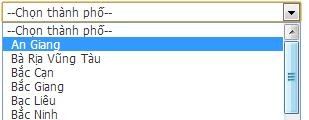 --Chọn thành phố--
--Chọn thành phố--
An Giang
Bà Rịa Vũng Tàu
Bắc Cạn
Bắc Giang
Bạc Liêu
Bắc Ninh